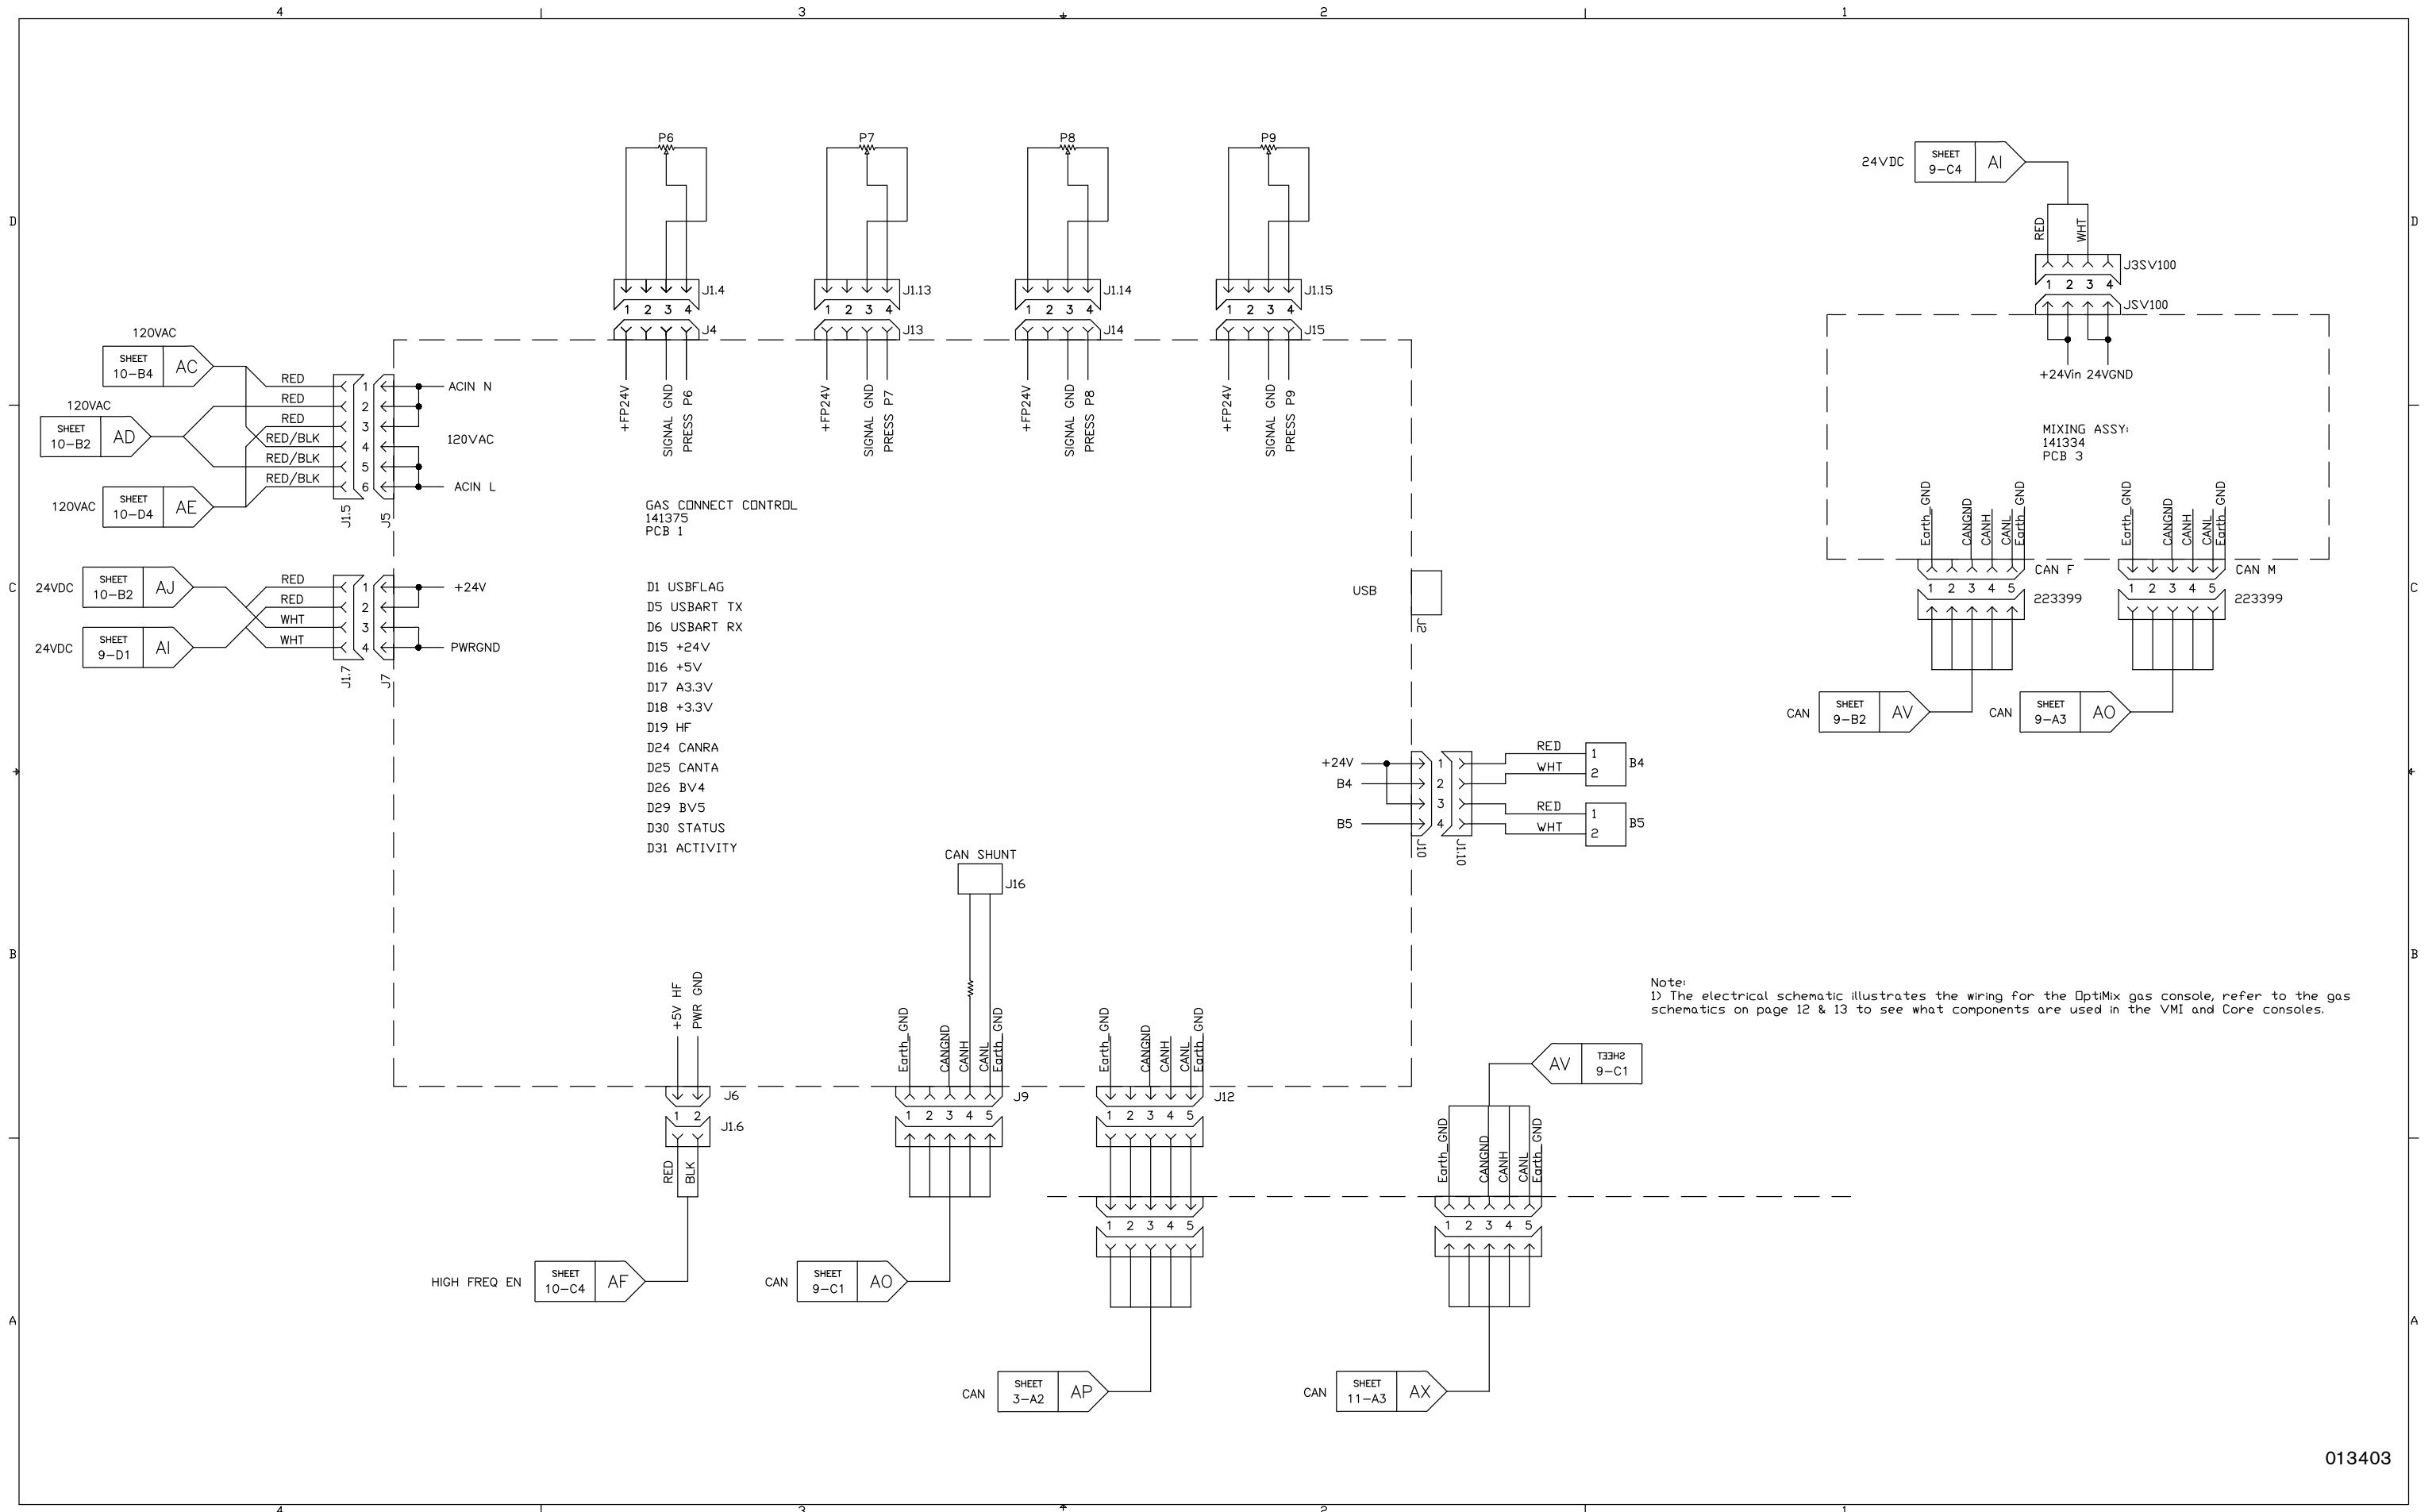 4 3 2 1
P6 P7 P8 P9
24VDC SHEET 9-C4 AI
D D
RED WHT
J3SV100
1 2 3 4
JSV100
J1.4 J1.13 J1.14 J1.15
1 2 3 4 1 2 3 4 1 2 3 4 1 2 3 4
J4 J13 J14 J15
+24Vin 24VGND
+FP24V SIGNAL GND PRESS P6
+FP24V SIGNAL GND PRESS P7
+FP24V SIGNAL GND PRESS P8
+FP24V SIGNAL GND PRESS P9
120VAC
SHEET 10-B4 AC
120VAC
SHEET 10-B2 AD
120VAC SHEET 10-D4 AE
RED 1 ACIN N
RED 2
RED 3
RED/BLK 4 120VAC
RED/BLK 5
RED/BLK 6 ACIN L
J1.5 J5
MIXING ASSY:
141334
PCB 3
GAS CONNECT CONTROL
141375
PCB 1
Earth_GND CANGND CANH CANL Earth_GND
Earth_GND CANGND CANH CANL Earth_GND
CAN F CAN M
1 2 3 4 5 1 2 3 4 5
223399 223399
C C
24VDC SHEET 10-B2 AJ
24VDC SHEET 9-D1 AI
RED 1 +24V
RED 2
WHT 3
WHT 4 PWRGND
J1.7 J7
USB J2
D1 USBFLAG
D5 USBART TX
D6 USBART RX
D15 +24V
D16 +5V
D17 A3.3V
D18 +3.3V
D19 HF
D24 CANRA
D25 CANTA
D26 BV4
D29 BV5
D30 STATUS
D31 ACTIVITY
CAN SHEET 9-B2 AV
CAN SHEET 9-A3 AO
+24V 1 RED 1
B4 2 WHT 2 B4
3 RED 1
B5 4 WHT 2 B5
J10 J1.10
CAN SHUNT
J16
B B
Note:
1) The electrical schematic illustrates the wiring for the OptiMix gas console, refer to the gas
schematics on page 12 & 13 to see what components are used in the VMI and Core consoles.
+5V HF PWR GND
Earth_GND CANGND CANH CANL Earth_GND
Earth_GND CANGND CANH CANL Earth_GND
AV SHEET 9-C1
J6 J9 J12
1 2 1 2 3 4 5 1 2 3 4 5
J1.6
RED BLK
Earth_GND CANGND CANH CANL Earth_GND
1 2 3 4 5 1 2 3 4 5
HIGH FREQ EN SHEET 10-C4 AF
CAN SHEET 9-C1 AO
A A
CAN SHEET 3-A2 AP
CAN SHEET 11-A3 AX
013403
4 3 2 1